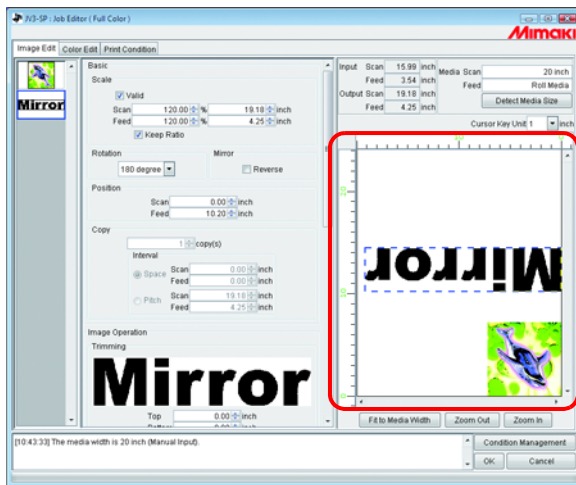 JV3-SP : Job Editor ( Full Color )
Mimaki
Image Edit Color Edit Print Condition
Mirror
Basic
Scale
Valid
Scan 120.00 % 19.18 inch
Feed 120.00 % 4.25 inch
Keep Ratio
Rotation Mirror
180 degree Reverse
Position
Scan 0.00 inch
Feed 10.20 inch
Copy
1 copy(s)
Interval
Space Scan 0.00 inch
Feed 0.00 inch
Pitch Scan 19.18 inch
Feed 4.25 inch
Image Operation
Trimming
Mirror
Top 0.00 inch
Input Scan 15.99 inch
Feed 3.54 inch
Output Scan 19.18 inch
Feed 4.25 inch
Media Scan 20 inch
Feed Roll Media
Detect Media Size
Cursor Key Unit 1 inch
Mirror
Fit to Media Width Zoom Out Zoom In
[10:43:33] The media width is 20 inch (Manual Input).
Condition Management
OK Cancel